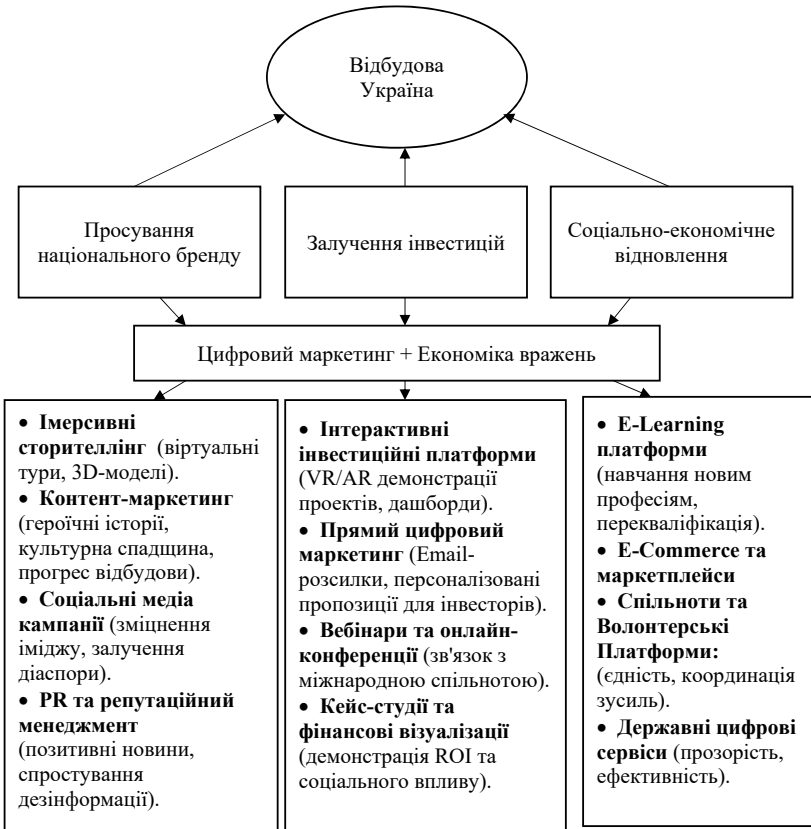 Відбудова
Україна
Просування
національного бренду
Залучення інвестицій
Соціально-економічне
відновлення
Цифровий маркетинг + Економіка вражень
• Імерсивні
сторителлінг (віртуальні
тури, 3D-моделі).
• Контент-маркетинг
(героїчні історії,
культурна спадщина,
прогрес відбудови).
• Соціальні медіа
кампанії (зміцнення
іміджу, залучення
діаспори).
• PR та репутаційний
менеджмент
(позитивні новини,
спростування
дезінформації).
• Інтерактивні
інвестиційні платформи
(VR/AR демонстрації
проектів, дашборди).
• Прямий цифровий
маркетинг (Email-
розсилки, персоналізовані
пропозиції для інвесторів).
• Вебінари та онлайн-
конференції (зв'язок з
міжнародною спільнотою).
• Кейс-студії та
фінансові візуалізації
(демонстрація ROI та
соціального впливу).
• E-Learning
платформи
(навчання новим
професіям,
перекваліфікація).
• E-Commerce та
маркетплейси
• Спільноти та
Волонтерські
Платформи:
(єдність, координація
зусиль).
• Державні цифрові
сервіси (прозорість,
ефективність).